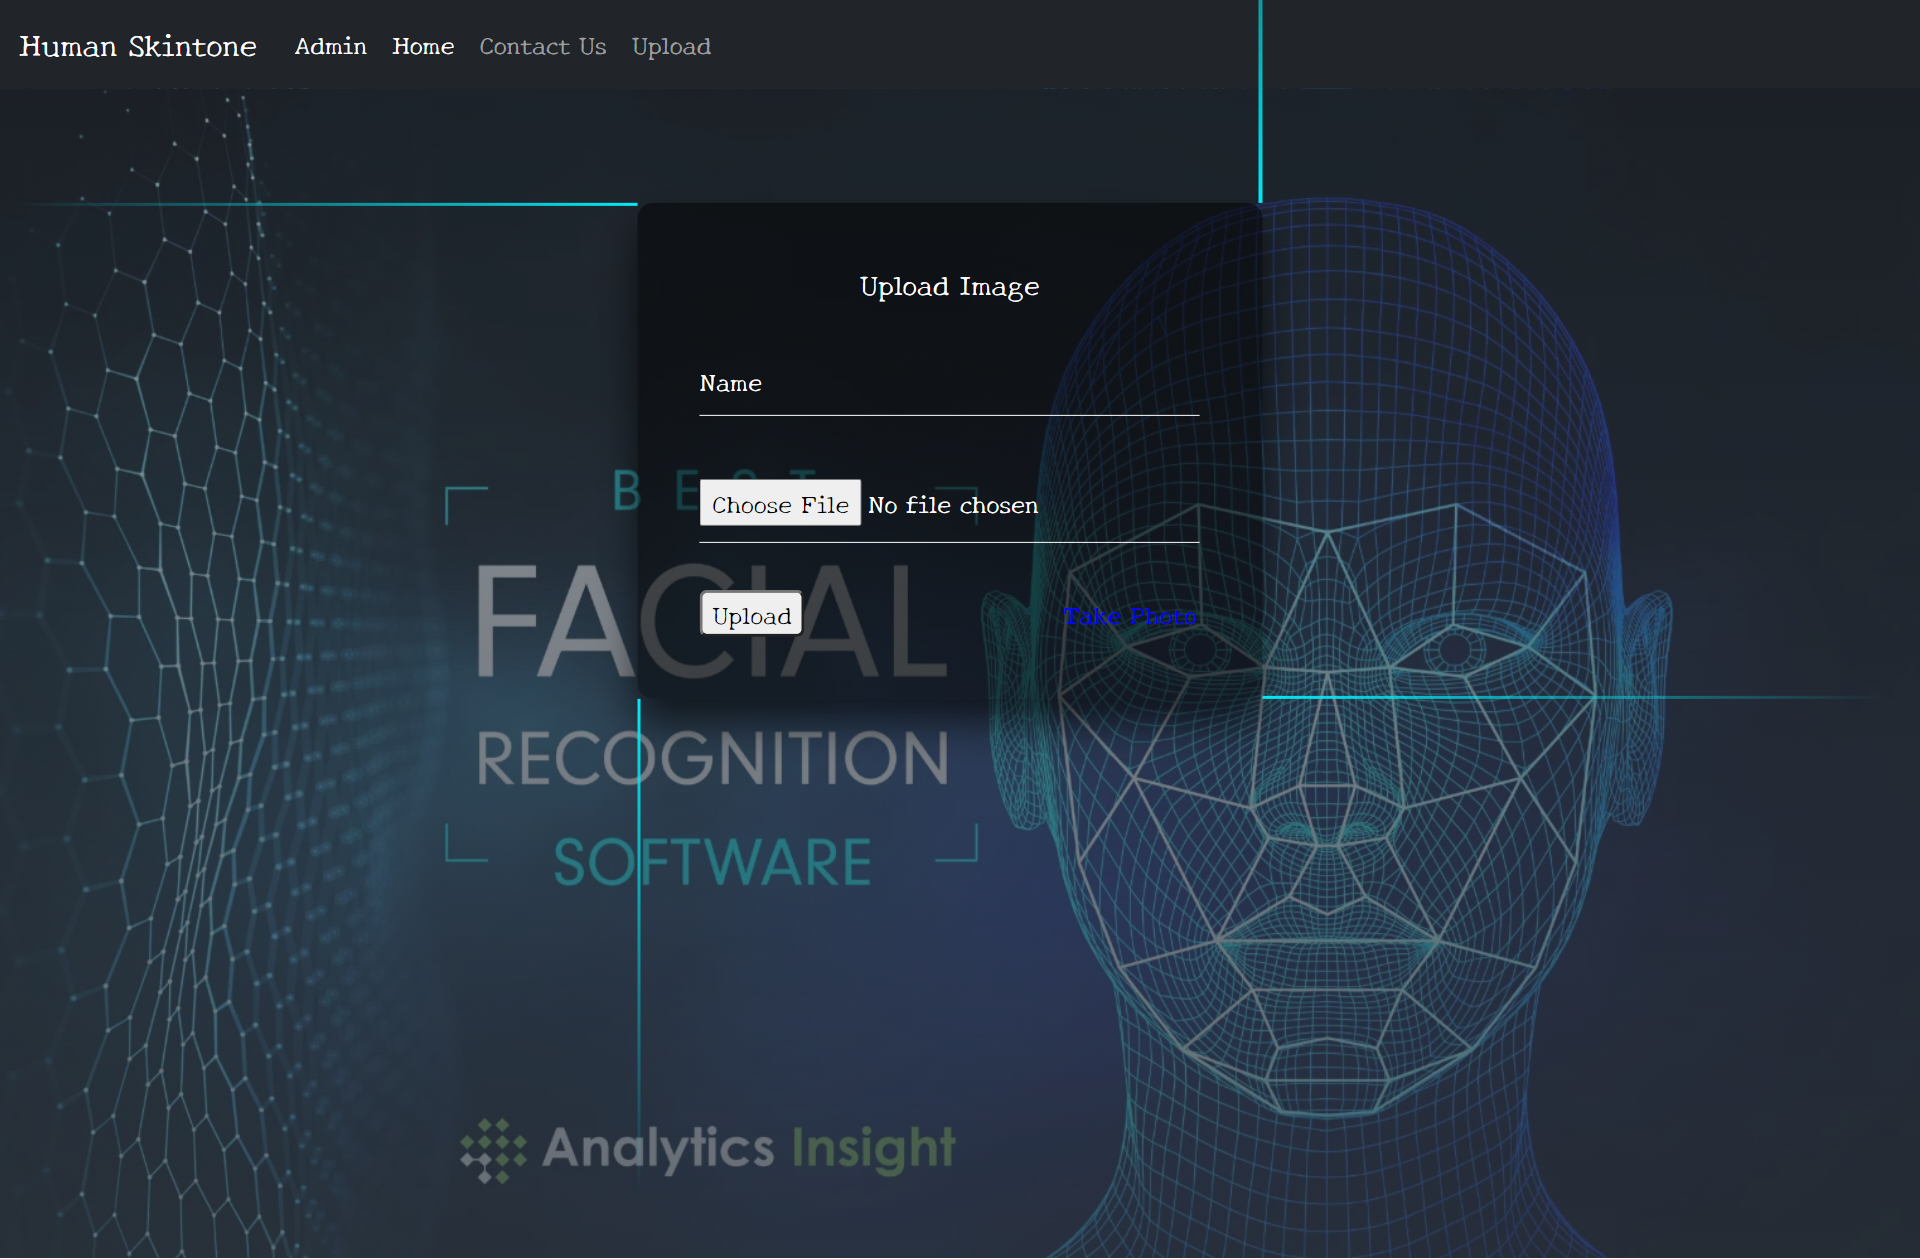 Human Skintone Admin Home Contact Us Upload
Upload Image
Name
BEST
Choose File No file chosen
FACIAL
Upload Take Photo
RECOGNITION
SOFTWARE
Analytics Insight